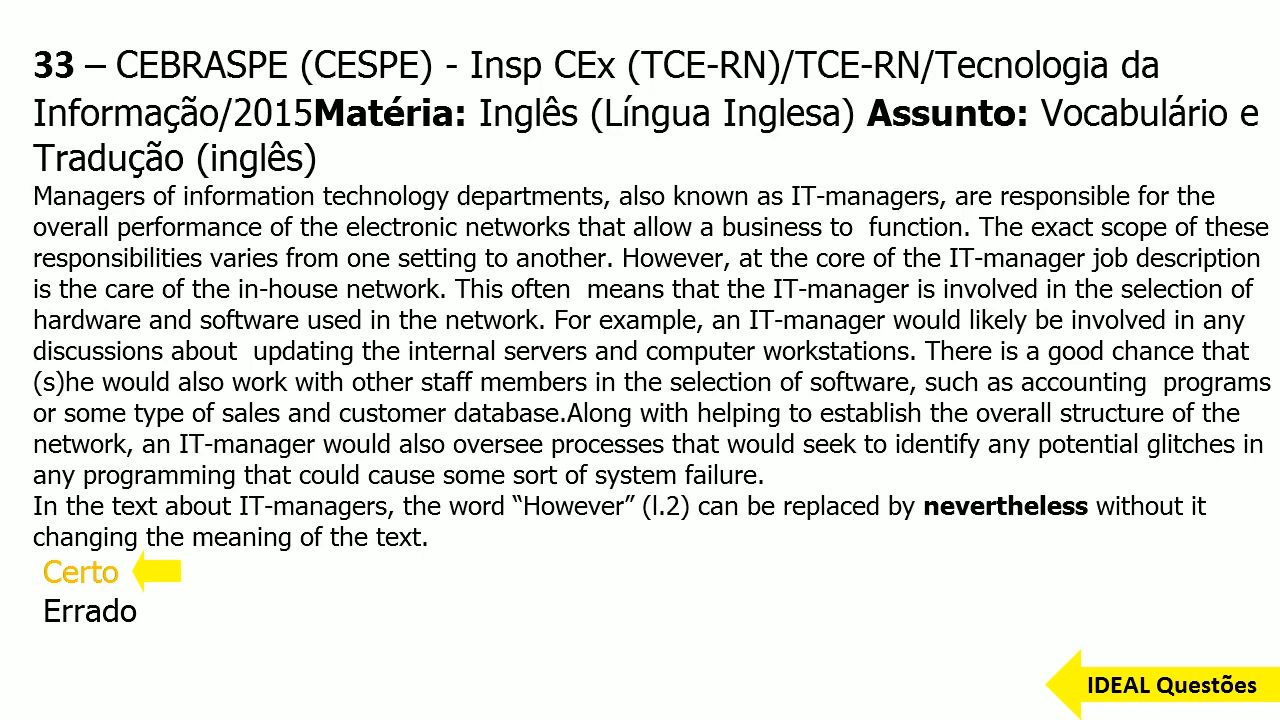 33 – CEBRASPE (CESPE) - Insp CEx (TCE-RN)/TCE-RN/Tecnologia da
Informação/2015Matéria: Inglês (Língua Inglesa) Assunto: Vocabulário e
Tradução (inglês)
Managers of information technology departments, also known as IT-managers, are responsible for the
overall performance of the electronic networks that allow a business to  function. The exact scope of these
responsibilities varies from one setting to another. However, at the core of the IT-manager job description
is the care of the in-house network. This often  means that the IT-manager is involved in the selection of
hardware and software used in the network. For example, an IT-manager would likely be involved in any
discussions about  updating the internal servers and computer workstations. There is a good chance that
(s)he would also work with other staff members in the selection of software, such as accounting  programs
or some type of sales and customer database.Along with helping to establish the overall structure of the
network, an IT-manager would also oversee processes that would seek to identify any potential glitches in
any programming that could cause some sort of system failure.
In the text about IT-managers, the word “However” (l.2) can be replaced by nevertheless without it
changing the meaning of the text.
Certo
Errado
IDEAL Questões